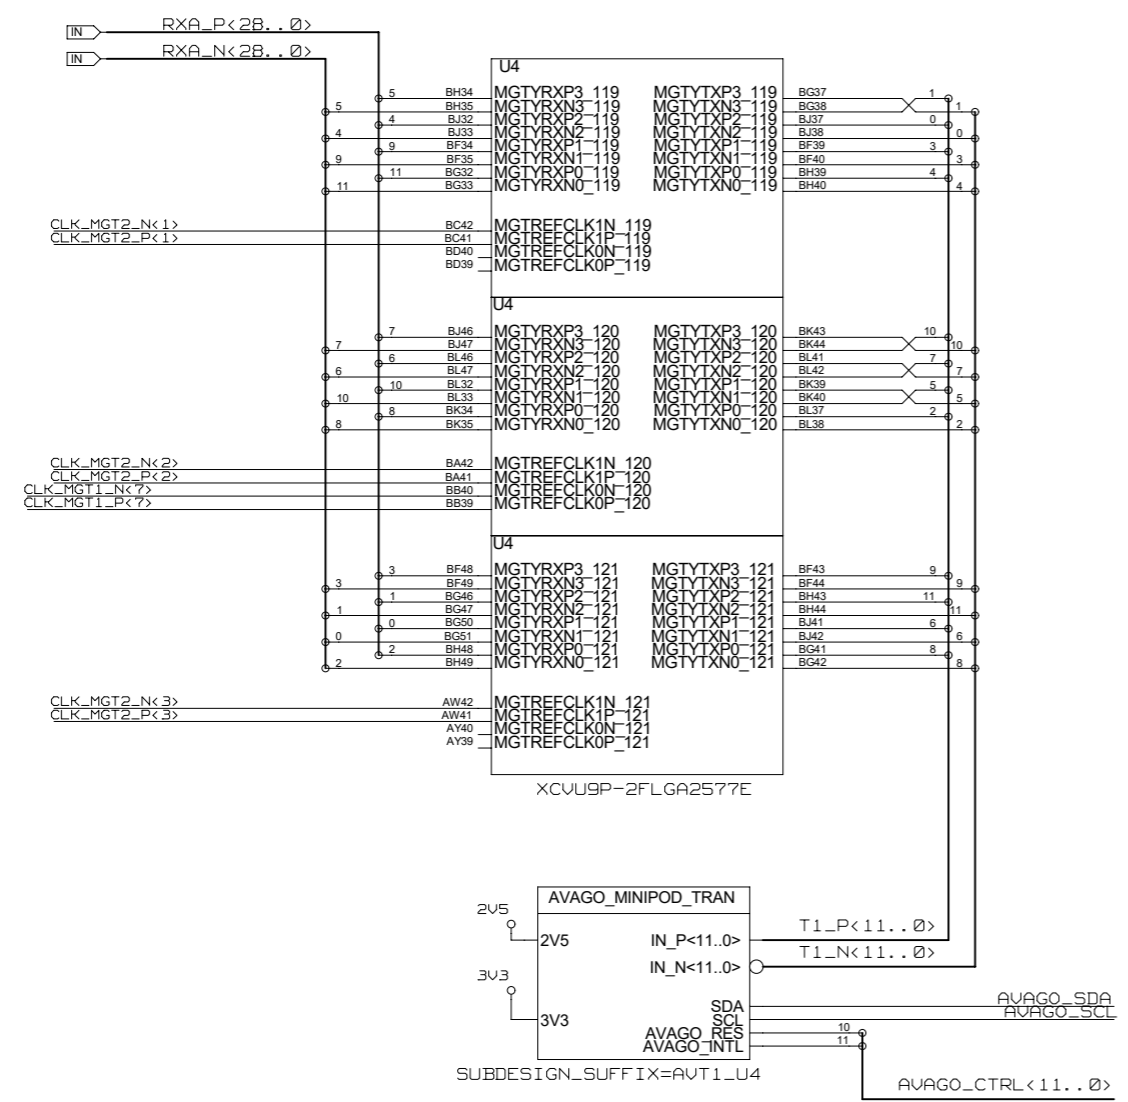 IN RXA_P<28..0>
IN RXA_N<28..0>
U4
5 BH34 MGTYRXP3_119 MGTYTXP3_119 BG37 1
5 BH35 MGTYRXN3_119 MGTYTXN3_119 BG38 1
4 BJ32 MGTYRXP2_119 MGTYTXP2_119 BJ37 0
4 BJ33 MGTYRXN2_119 MGTYTXN2_119 BJ38 0
9 BF34 MGTYRXP1_119 MGTYTXP1_119 BF39 3
9 BF35 MGTYRXN1_119 MGTYTXN1_119 BF40 3
11 BG32 MGTYRXP0_119 MGTYTXP0_119 BH39 4
11 BG33 MGTYRXN0_119 MGTYTXN0_119 BH40 4
CLK_MGT2_N<1> BC42 MGTREFCLK1N_119
CLK_MGT2_P<1> BC41 MGTREFCLK1P_119
BD40 MGTREFCLK0N_119
BD39 MGTREFCLK0P_119
U4
7 BJ46 MGTYRXP3_120 MGTYTXP3_120 BK43 10
7 BJ47 MGTYRXN3_120 MGTYTXN3_120 BK44 10
6 BL46 MGTYRXP2_120 MGTYTXP2_120 BL41 7
6 BL47 MGTYRXN2_120 MGTYTXN2_120 BL42 7
10 BL32 MGTYRXP1_120 MGTYTXP1_120 BK39 5
10 BL33 MGTYRXN1_120 MGTYTXN1_120 BK40 5
8 BK34 MGTYRXP0_120 MGTYTXP0_120 BL37 2
8 BK35 MGTYRXN0_120 MGTYTXN0_120 BL38 2
CLK_MGT2_N<2> BA42 MGTREFCLK1N_120
CLK_MGT2_P<2> BA41 MGTREFCLK1P_120
CLK_MGT1_N<7> BB40 MGTREFCLK0N_120
CLK_MGT1_P<7> BB39 MGTREFCLK0P_120
U4
3 BF48 MGTYRXP3_121 MGTYTXP3_121 BF43 9
3 BF49 MGTYRXN3_121 MGTYTXN3_121 BF44 9
1 BG46 MGTYRXP2_121 MGTYTXP2_121 BH43 11
1 BG47 MGTYRXN2_121 MGTYTXN2_121 BH44 11
0 BG50 MGTYRXP1_121 MGTYTXP1_121 BJ41 6
0 BG51 MGTYRXN1_121 MGTYTXN1_121 BJ42 6
2 BH48 MGTYRXP0_121 MGTYTXP0_121 BG41 8
2 BH49 MGTYRXN0_121 MGTYTXN0_121 BG42 8
CLK_MGT2_N<3> AW42 MGTREFCLK1N_121
CLK_MGT2_P<3> AW41 MGTREFCLK1P_121
AY40 MGTREFCLK0N_121
AY39 MGTREFCLK0P_121
XCVU9P-2FLGA2577E
AVAGO_MINIPOD_TRAN
2V5
2V5 IN_P<11..0> T1_P<11..0>
IN_N<11..0> T1_N<11..0>
3V3
SDA AVAGO_SDA
3V3 SCL AVAGO_SCL
AVAGO_RES 10
AVAGO_INTL 11
SUBDESIGN_SUFFIX=AVT1_U4
AVAGO_CTRL<11..0>